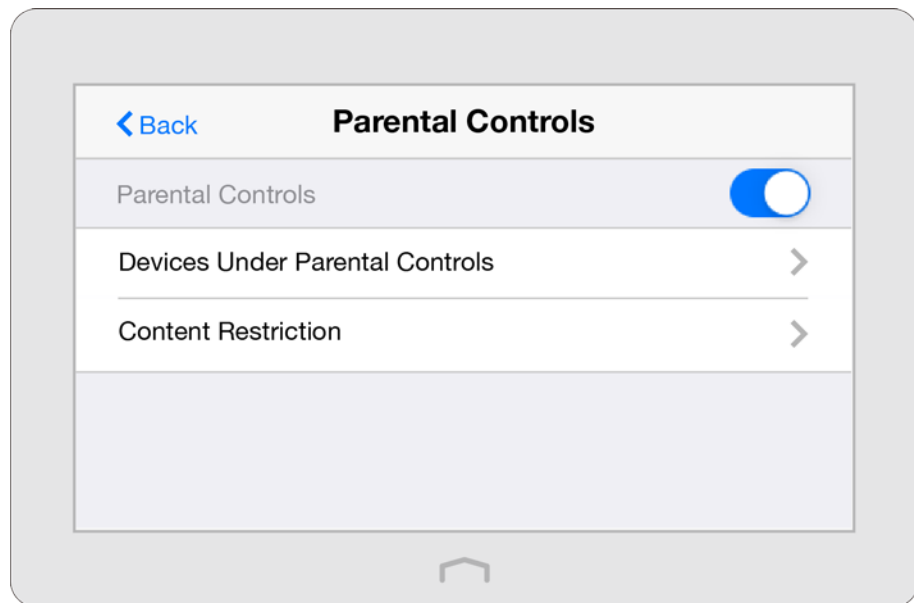 Back
Parental Controls
Parental Controls
Devices Under Parental Controls
Content Restriction